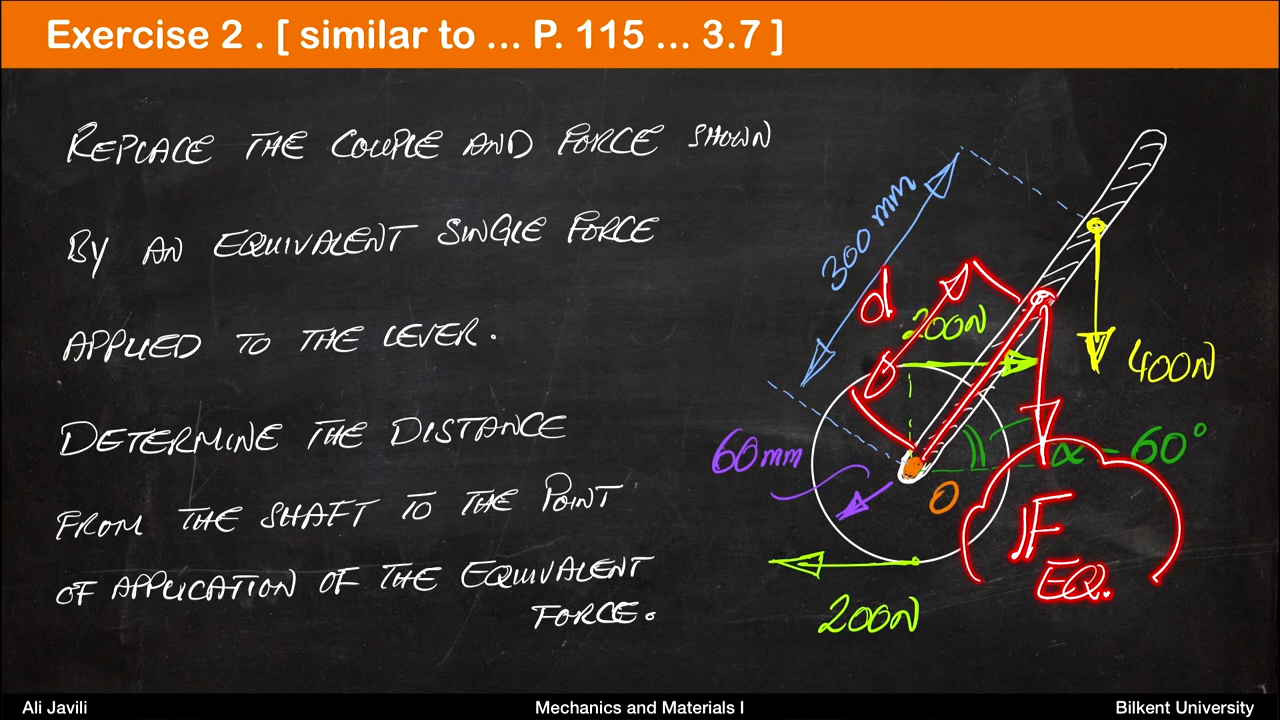 Exercise 2 . [ similar to ... P. 115 ... 3.7 ]
REPLACE THE COUPLE AND FORCE SHOWN
BY AN EQUIVALENT SINGLE FORCE
APPLIED TO THE LEVER.
DETERMINE THE DISTANCE
FROM THE SHAFT TO THE POINT
OF APPLICATION OF THE EQUIVALENT
FORCE.
300 mm
d
200N
400N
60mm
α = 60°
O
F
EQ.
200N
Ali Javili
Mechanics and Materials I
Bilkent University